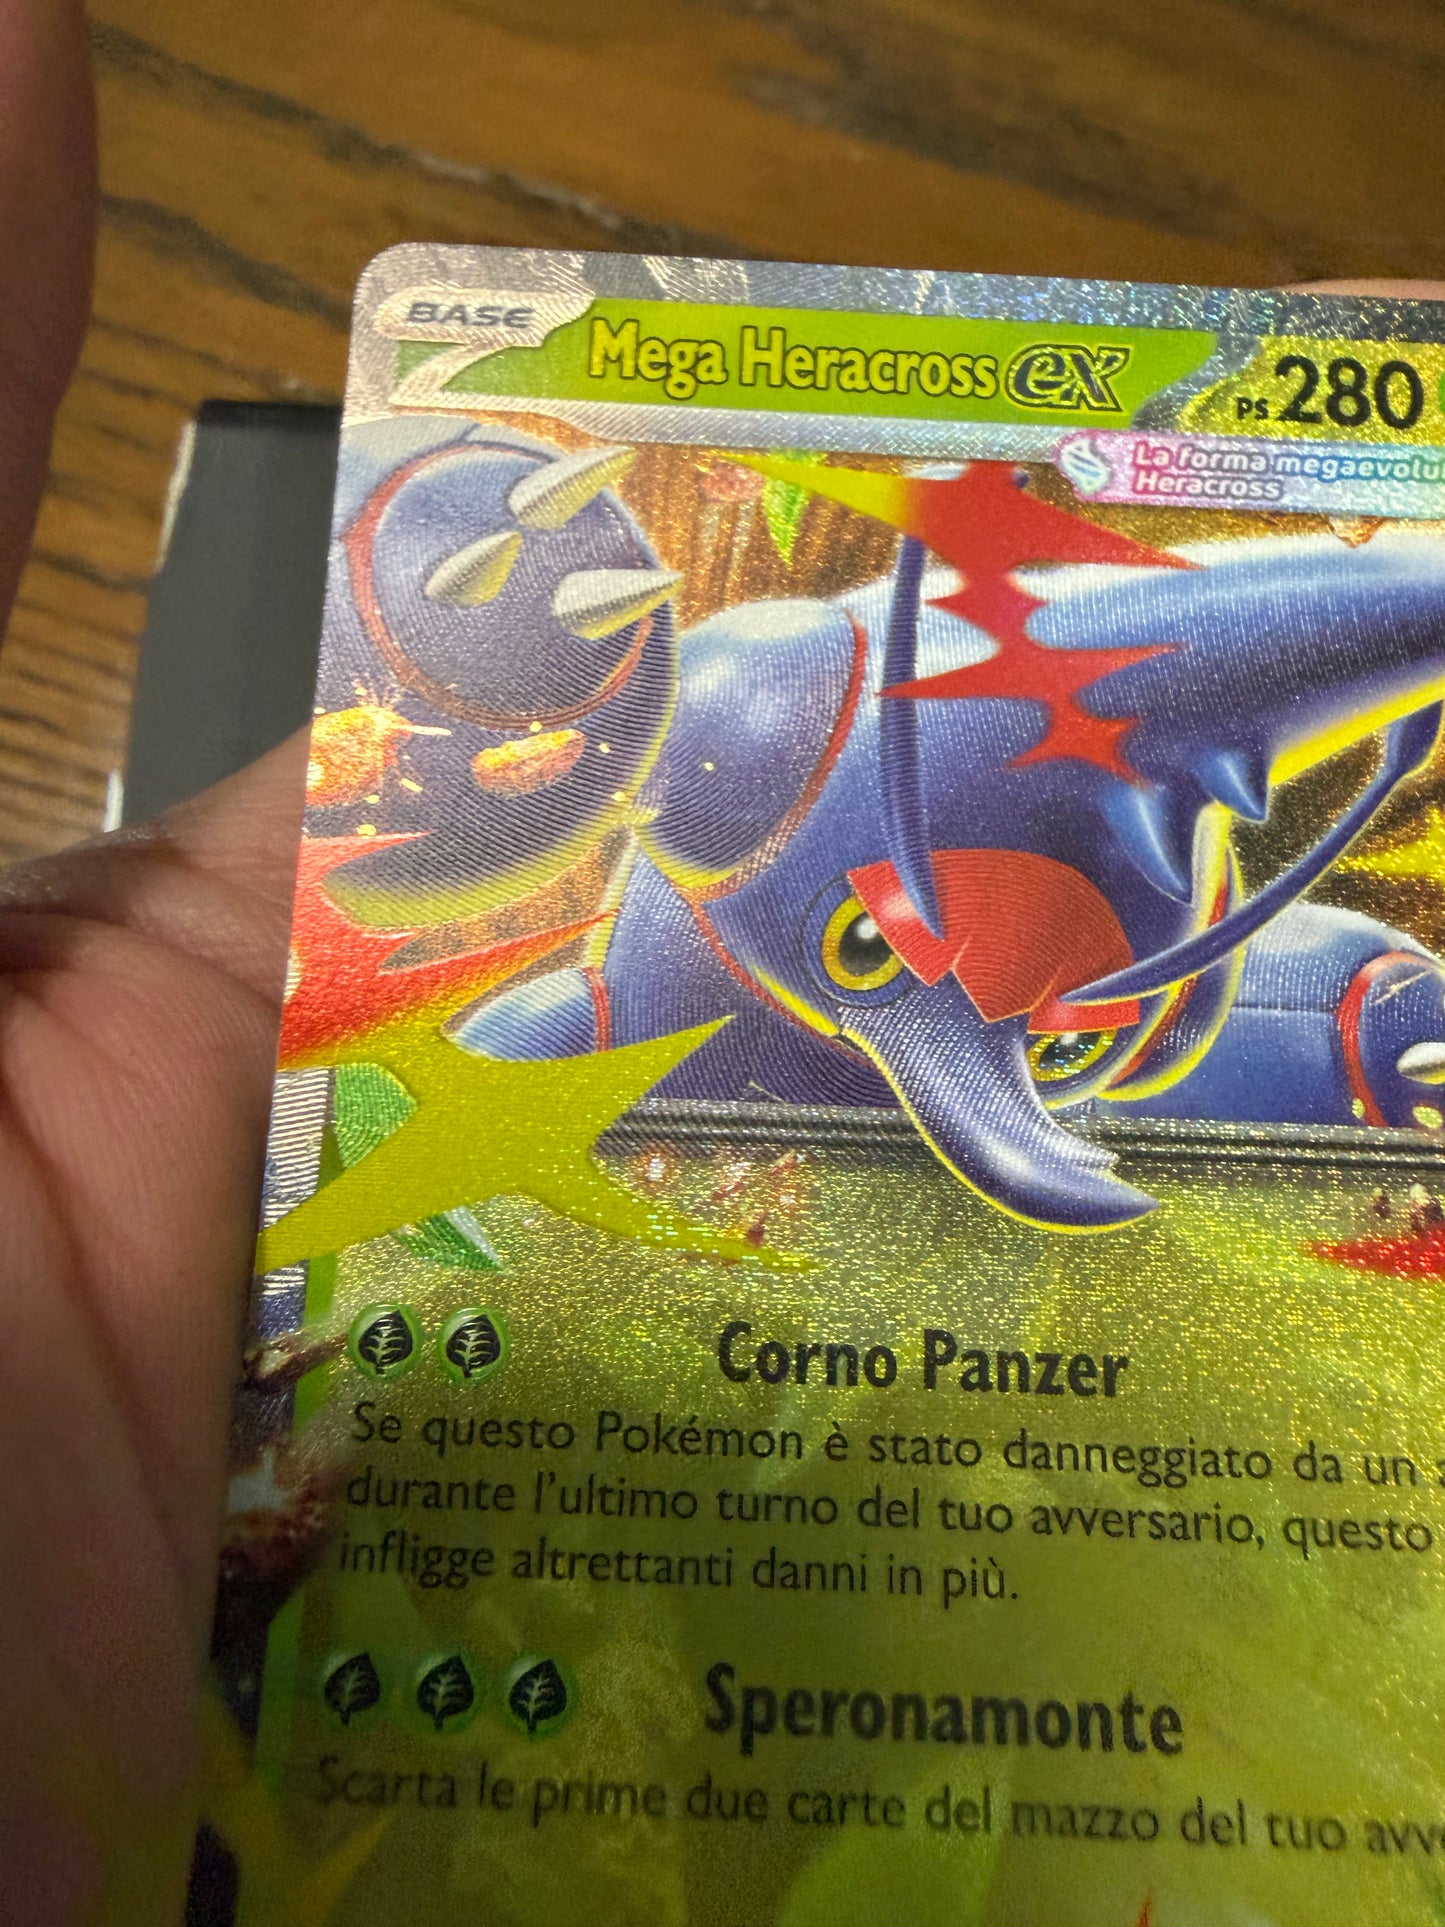 BASE
Mega Heracross ex
PS 280
La forma
Heracross
Corno Panzer
Se questo Pokémon è stato danneggiato da un
durante l'ultimo turno del tuo avversario, questo
infligge altrettanti danni in più.
Speronamonte
Scarta le prime due carte del mazzo del tuo